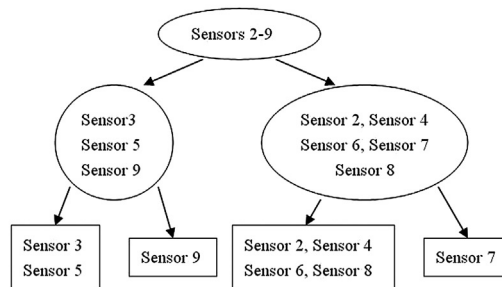 Sensors 2-9
Sensor3
Sensor 5
Sensor 9
Sensor 2, Sensor 4
Sensor 6, Sensor 7
Sensor 8
Sensor 3
Sensor 5
Sensor 9
Sensor 2, Sensor 4
Sensor 6, Sensor 8
Sensor 7